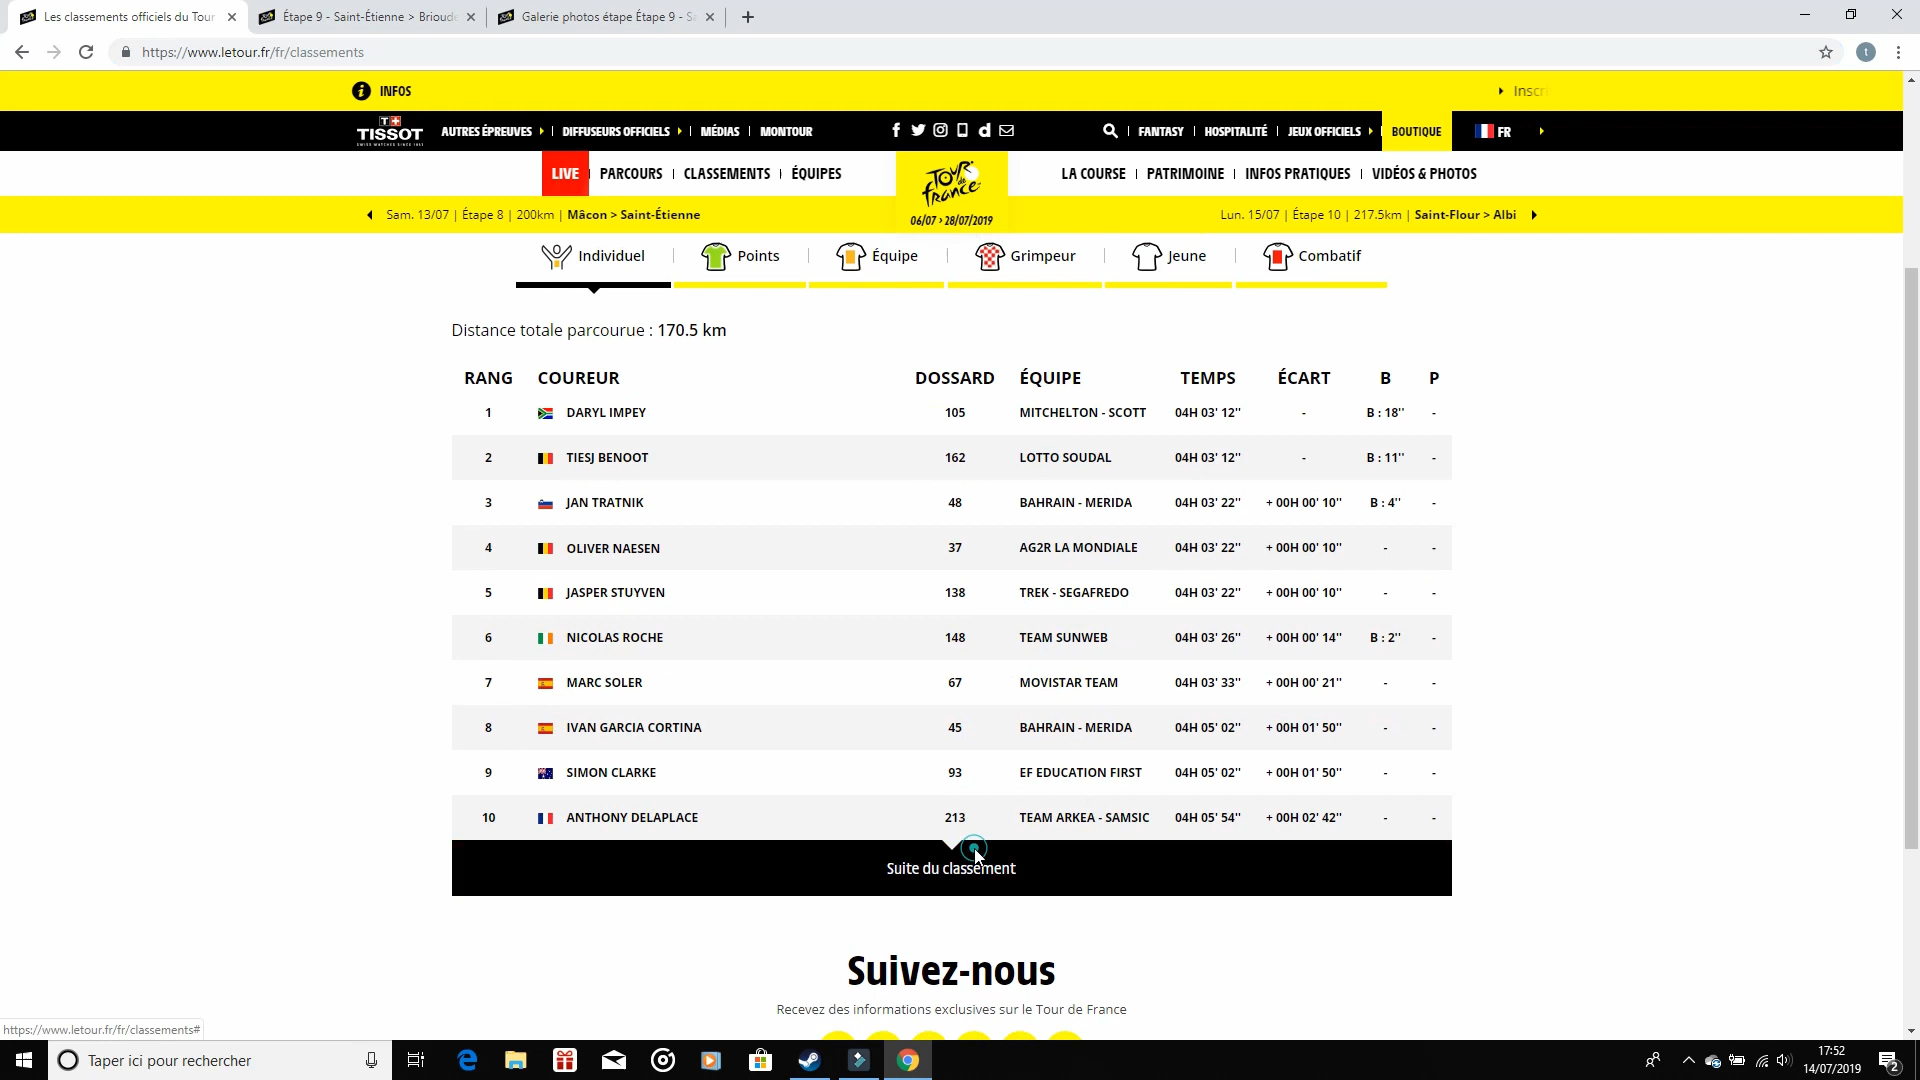 Les classements officiels du Tour
Étape 9 - Saint-Étienne > Brioude
Galerie photos étape Étape 9 - Sa
https://www.letour.fr/fr/classements
t
INFOS
Inscri
TISSOT
SWISS WATCHES SINCE 1853
AUTRES ÉPREUVES | DIFFUSEURS OFFICIELS | MÉDIAS | MONTOUR
FANTASY | HOSPITALITÉ | JEUX OFFICIELS | BOUTIQUE
FR
LIVE | PARCOURS | CLASSEMENTS | ÉQUIPES
TOUR de france
06/07 > 28/07/2019
LA COURSE | PATRIMOINE | INFOS PRATIQUES | VIDÉOS & PHOTOS
Sam. 13/07 | Étape 8 | 200km | Mâcon > Saint-Étienne
Lun. 15/07 | Étape 10 | 217.5km | Saint-Flour > Albi
Individuel | Points | Équipe | Grimpeur | Jeune | Combatif
Distance totale parcourue : 170.5 km
RANG COUREUR DOSSARD ÉQUIPE TEMPS ÉCART B P
1 DARYL IMPEY 105 MITCHELTON - SCOTT 04H 03' 12'' - B : 18'' -
2 TIESJ BENOOT 162 LOTTO SOUDAL 04H 03' 12'' - B : 11'' -
3 JAN TRATNIK 48 BAHRAIN - MERIDA 04H 03' 22'' + 00H 00' 10'' B : 4'' -
4 OLIVER NAESEN 37 AG2R LA MONDIALE 04H 03' 22'' + 00H 00' 10'' - -
5 JASPER STUYVEN 138 TREK - SEGAFREDO 04H 03' 22'' + 00H 00' 10'' - -
6 NICOLAS ROCHE 148 TEAM SUNWEB 04H 03' 26'' + 00H 00' 14'' B : 2'' -
7 MARC SOLER 67 MOVISTAR TEAM 04H 03' 33'' + 00H 00' 21'' - -
8 IVAN GARCIA CORTINA 45 BAHRAIN - MERIDA 04H 05' 02'' + 00H 01' 50'' - -
9 SIMON CLARKE 93 EF EDUCATION FIRST 04H 05' 02'' + 00H 01' 50'' - -
10 ANTHONY DELAPLACE 213 TEAM ARKEA - SAMSIC 04H 05' 54'' + 00H 02' 42'' - -
Suite du classement
Suivez-nous
Recevez des informations exclusives sur le Tour de France
https://www.letour.fr/fr/classements#
Taper ici pour rechercher
17:52
14/07/2019
2